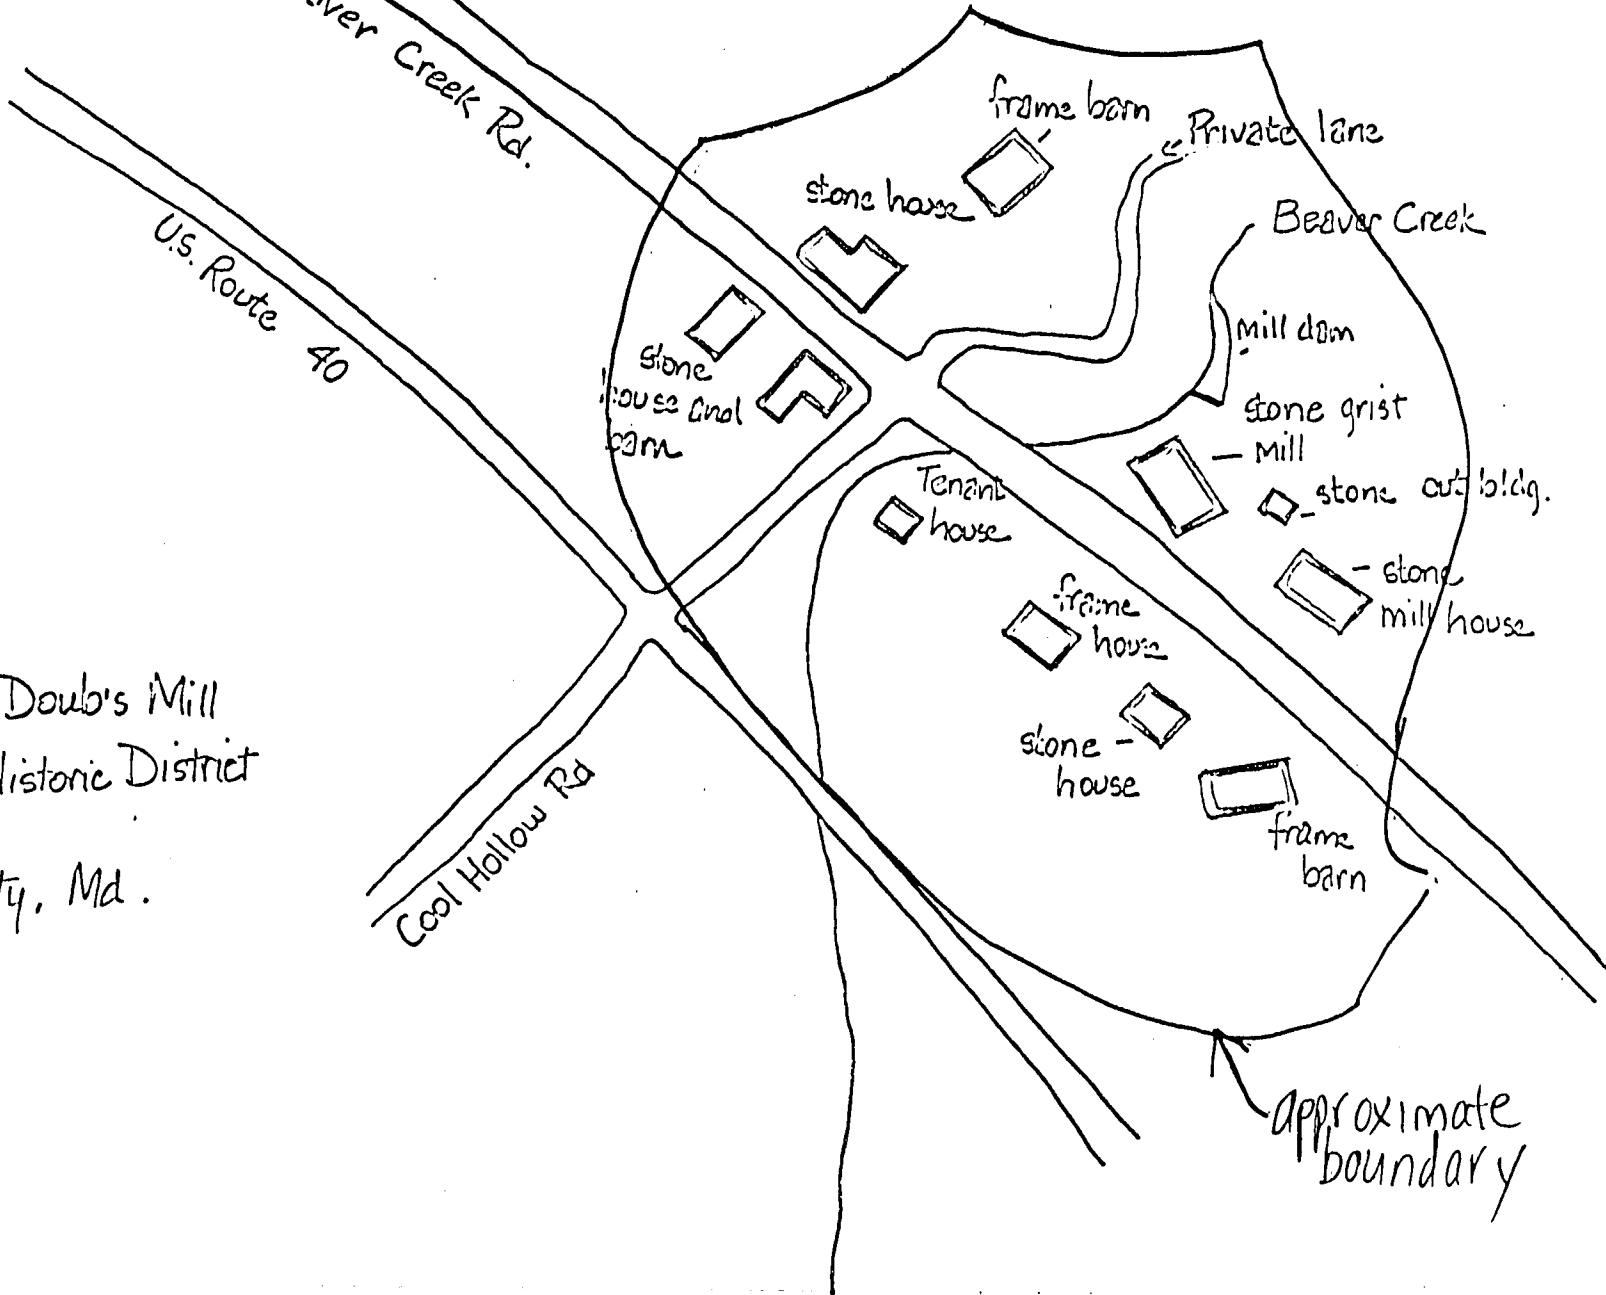 Creek Rd.
frame barn
Private lane
stone house
Beaver Creek
U.S. Route 40
mill dam
stone
house and
barn
stone grist
mill
stone out bldg.
Tenant
house
stone
mill house
frame
house
Doub's Mill
Historic District
stone
house
Cool Hollow Rd
frame
barn
Md.
approximate
boundary